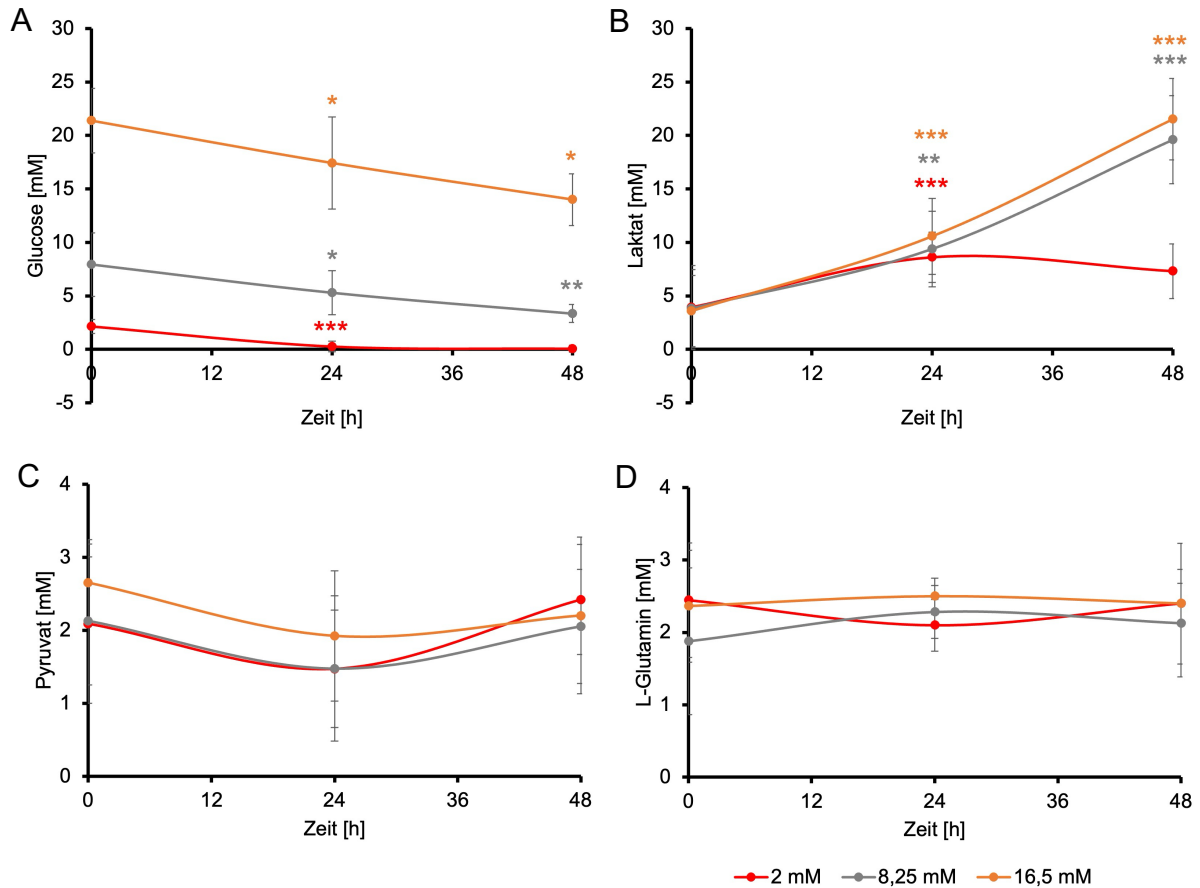 A
30
25
20
15
10
5
0
-5
Glucose [mM]
*
*
*
**
***
0 12 24 36 48
Zeit [h]
B
30
25
20
15
10
5
0
-5
Laktat [mM]
***
***
***
**
***
0 12 24 36 48
Zeit [h]
C
4
3
2
1
0
Pyruvat [mM]
0 12 24 36 48
Zeit [h]
D
4
3
2
1
0
L-Glutamin [mM]
0 12 24 36 48
Zeit [h]
2 mM 8,25 mM 16,5 mM